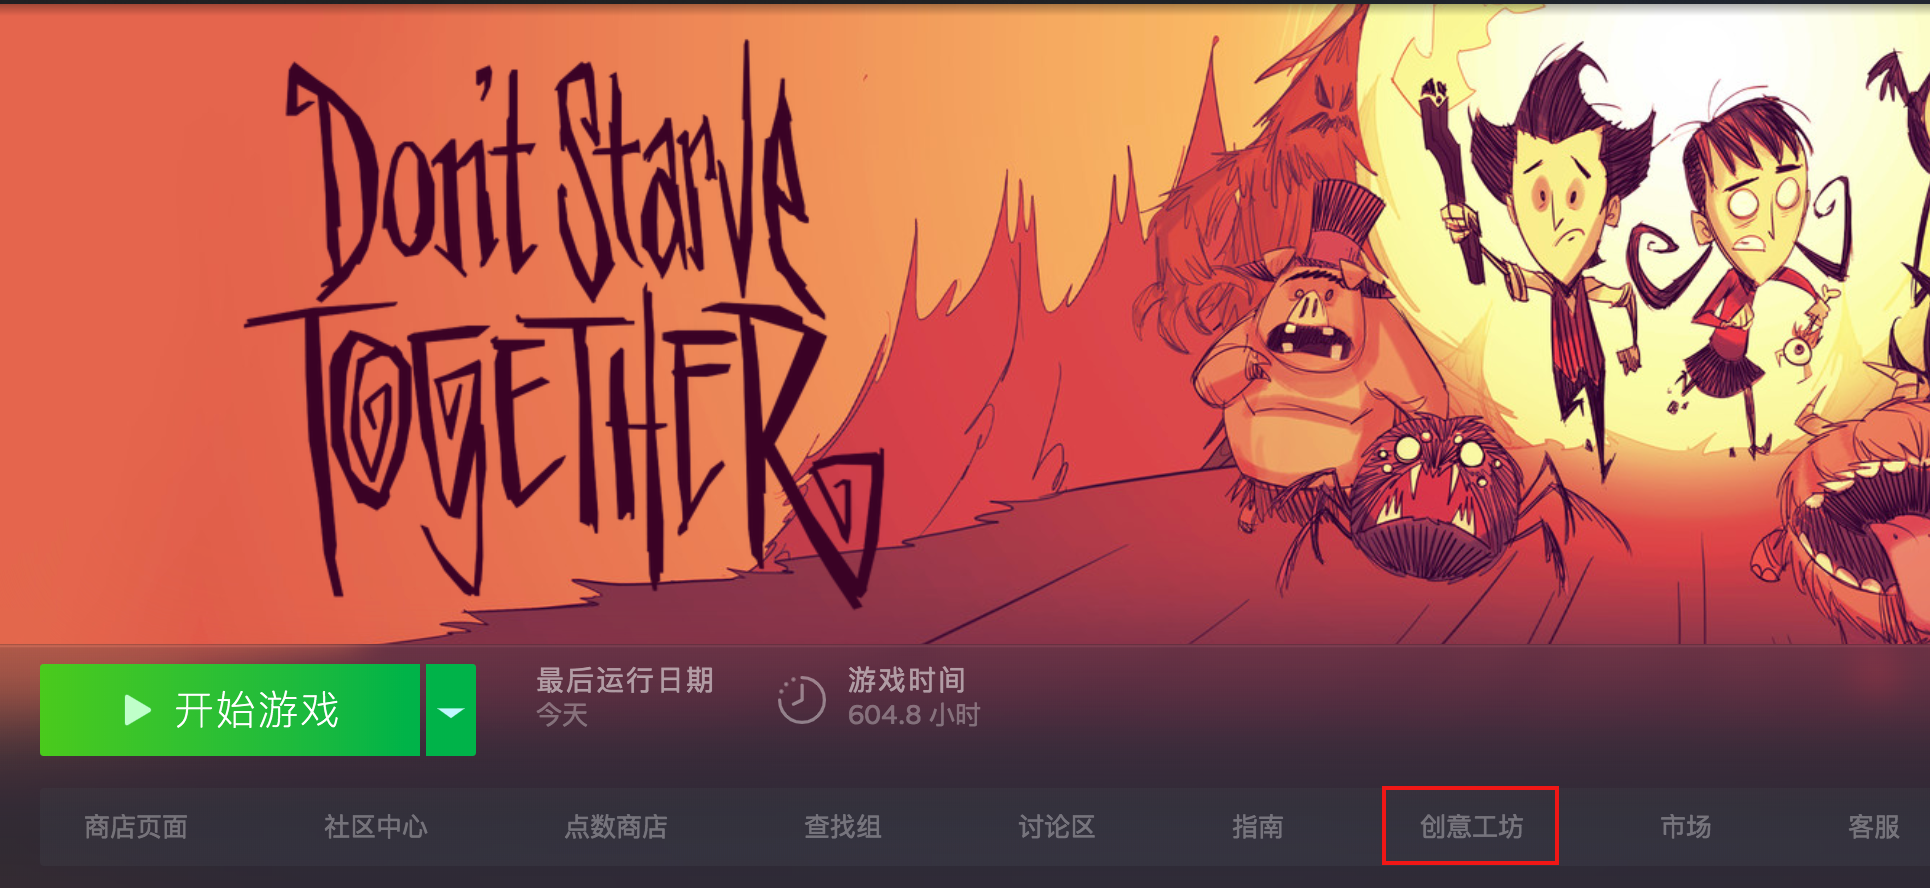 Don't Starve
TOGETHER
开始游戏
最后运行日期
今天
游戏时间
604.8 小时
商店页面
社区中心
点数商店
查找组
讨论区
指南
创意工坊
市场
客服